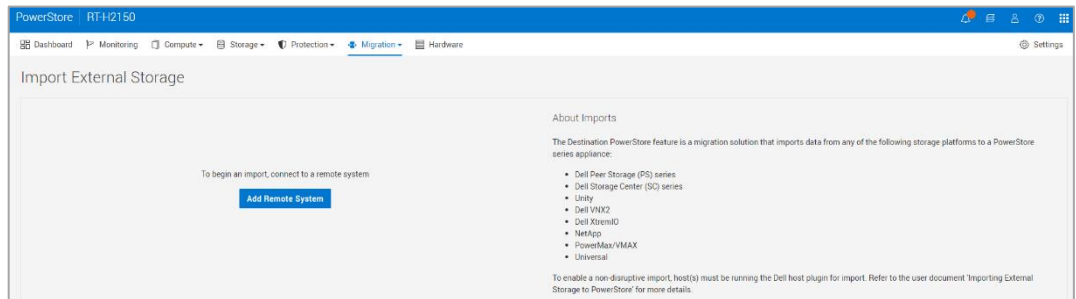 PowerStore RT-H2150
Dashboard Monitoring Compute Storage Protection Migration Hardware Settings
Import External Storage
To begin an import, connect to a remote system
Add Remote System
About Imports
The Destination PowerStore feature is a migration solution that imports data from any of the following storage platforms to a PowerStore
series appliance:
• Dell Peer Storage (PS) series
• Dell Storage Center (SC) series
• Unity
• Dell VNX2
• Dell XtremIO
• NetApp
• PowerMax/VMAX
• Universal
To enable a non-disruptive import, host(s) must be running the Dell host plugin for import. Refer to the user document 'Importing External
Storage to PowerStore' for more details.